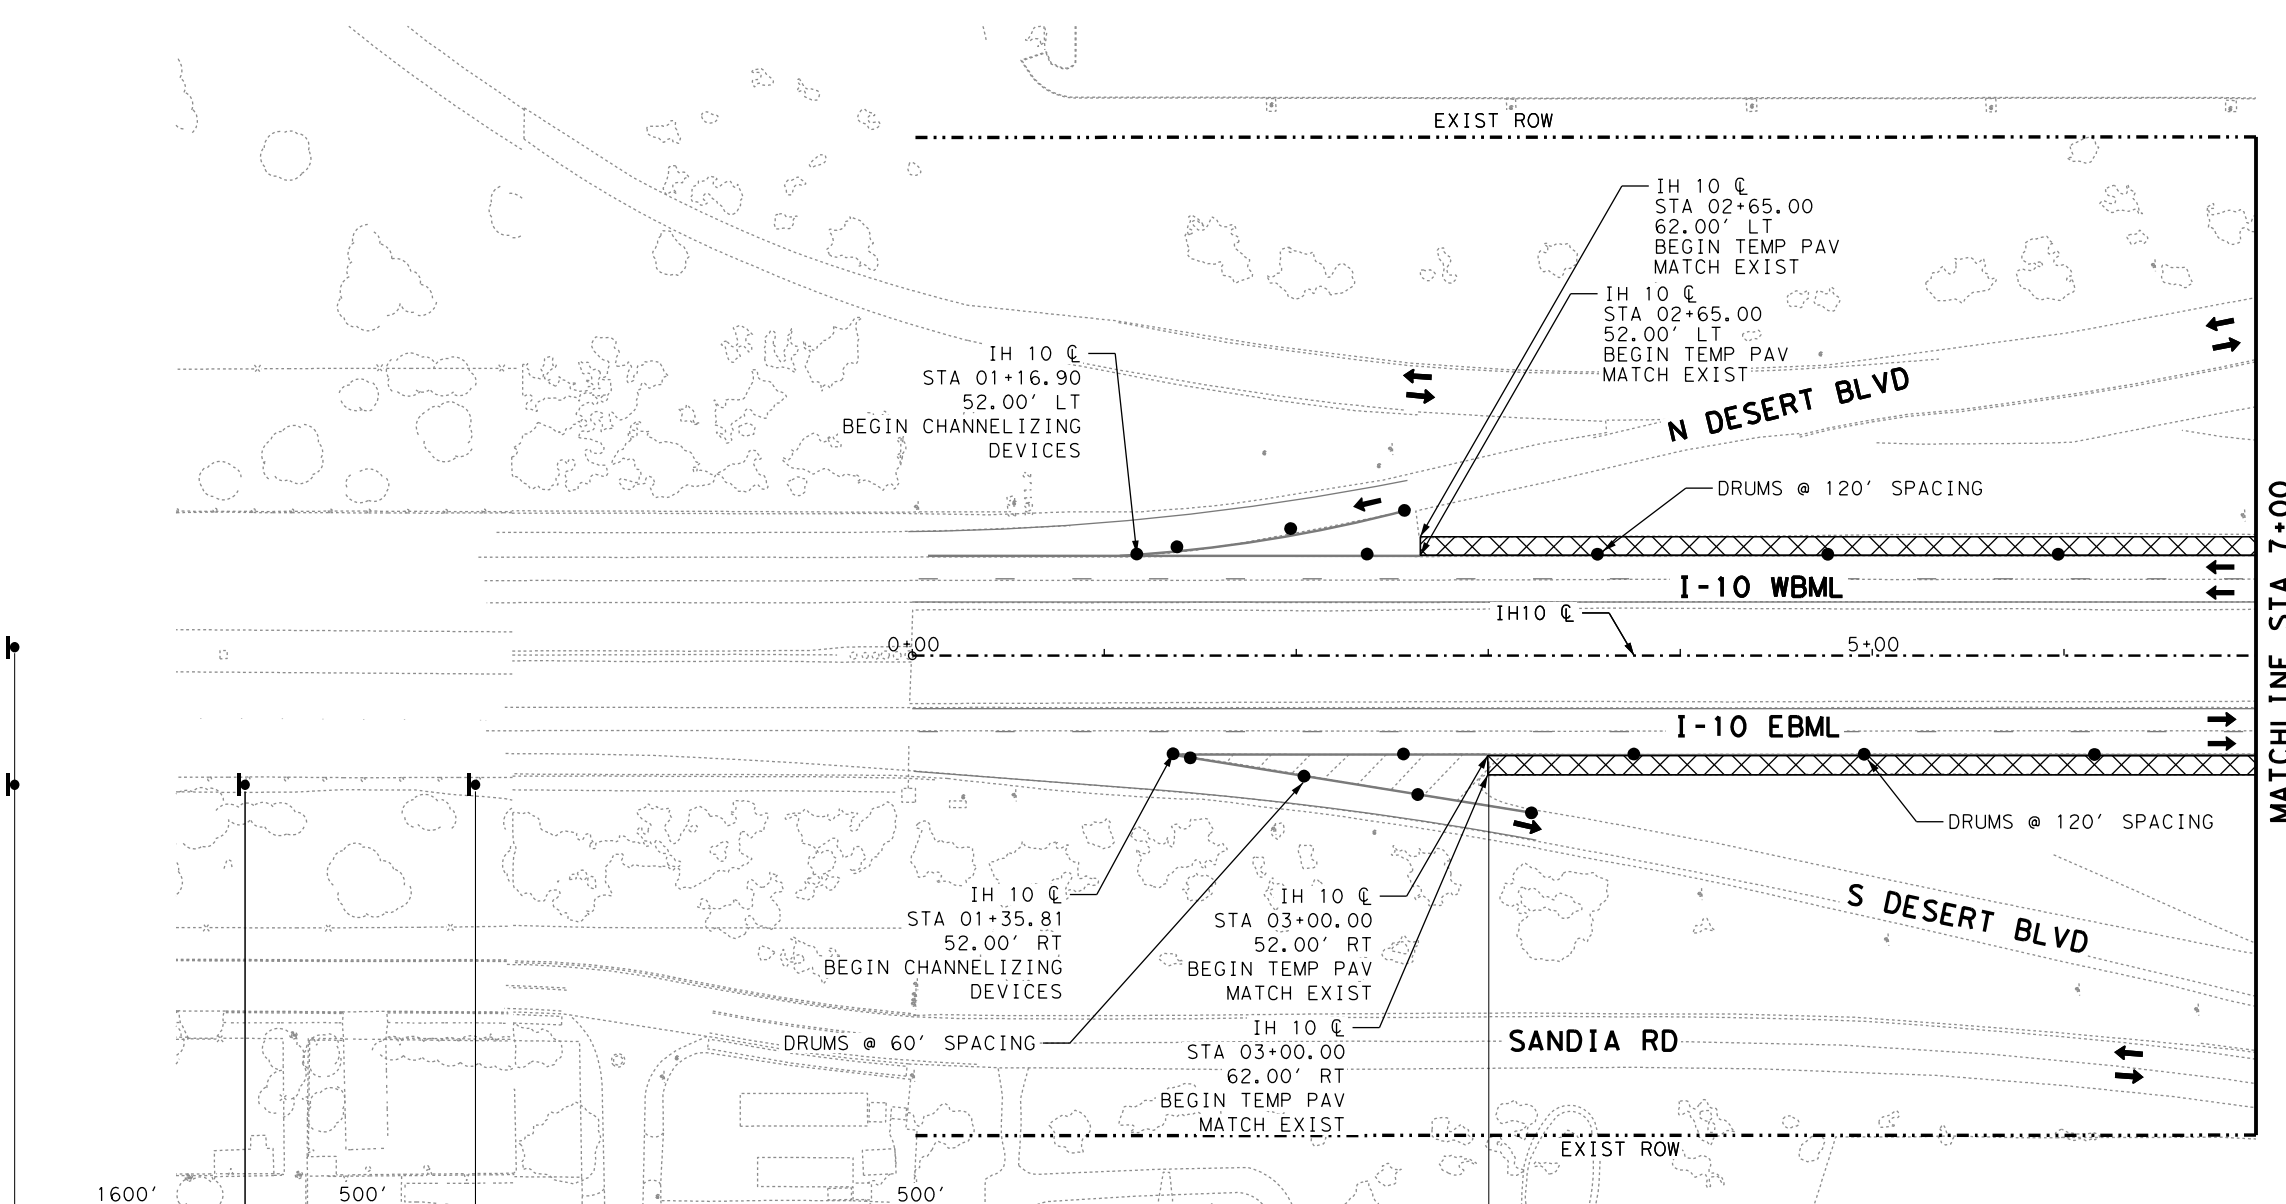 EXIST ROW
IH 10 ℄
STA 02+65.00
62.00' LT
BEGIN TEMP PAV
MATCH EXIST
IH 10 ℄
STA 02+65.00
52.00' LT
BEGIN TEMP PAV
MATCH EXIST
IH 10 ℄
STA 01+16.90
52.00' LT
BEGIN CHANNELIZING
DEVICES
N DESERT BLVD
DRUMS @ 120' SPACING
I-10 WBML
IH10 ℄
0+00
5+00
MATCHLINE STA 7+00
I-10 EBML
DRUMS @ 120' SPACING
S DESERT BLVD
IH 10 ℄
STA 01+35.81
52.00' RT
BEGIN CHANNELIZING
DEVICES
IH 10 ℄
STA 03+00.00
52.00' RT
BEGIN TEMP PAV
MATCH EXIST
DRUMS @ 60' SPACING
IH 10 ℄
STA 03+00.00
62.00' RT
BEGIN TEMP PAV
MATCH EXIST
SANDIA RD
EXIST ROW
1600'
500'
500'